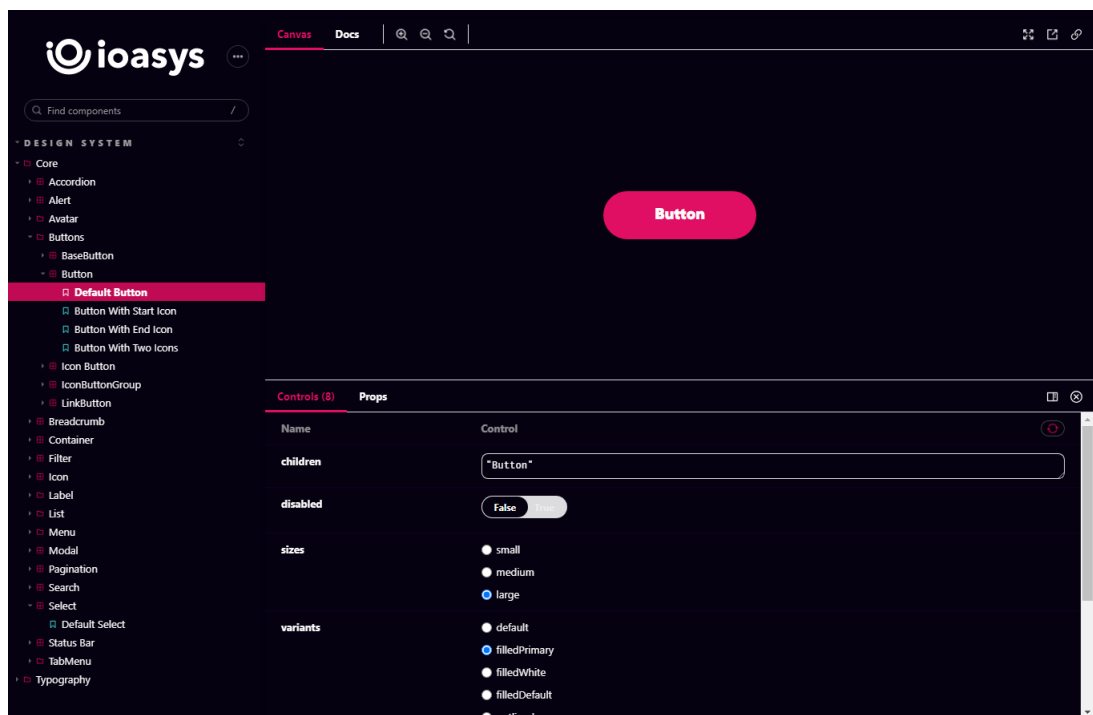 ioasys
Find components /
DESIGN SYSTEM
Core
Accordion
Alert
Avatar
Buttons
BaseButton
Button
Default Button
Button With Start Icon
Button With End Icon
Button With Two Icons
Icon Button
IconButtonGroup
LinkButton
Breadcrumb
Container
Filter
Icon
Label
List
Menu
Modal
Pagination
Search
Select
Default Select
Status Bar
TabMenu
Typography
Canvas Docs
Button
Controls (8) Props
Name Control
children "Button"
disabled False True
sizes small
medium
large
variants default
filledPrimary
filledWhite
filledDefault